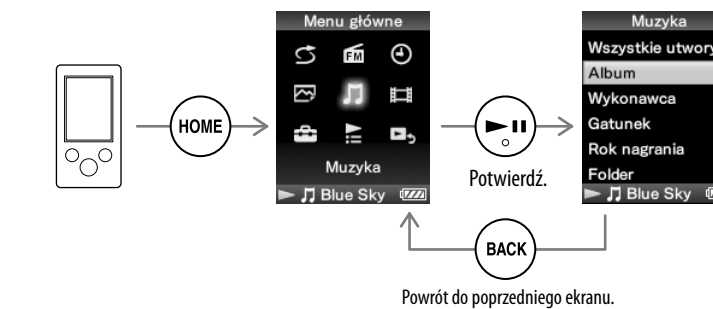 Menu główne
FM
HOME
Muzyka
Blue Sky
Potwierdź.
Muzyka
Wszystkie utwory
Album
Wykonawca
Gatunek
Rok nagrania
Folder
Blue Sky
BACK
Powrót do poprzedniego ekranu.